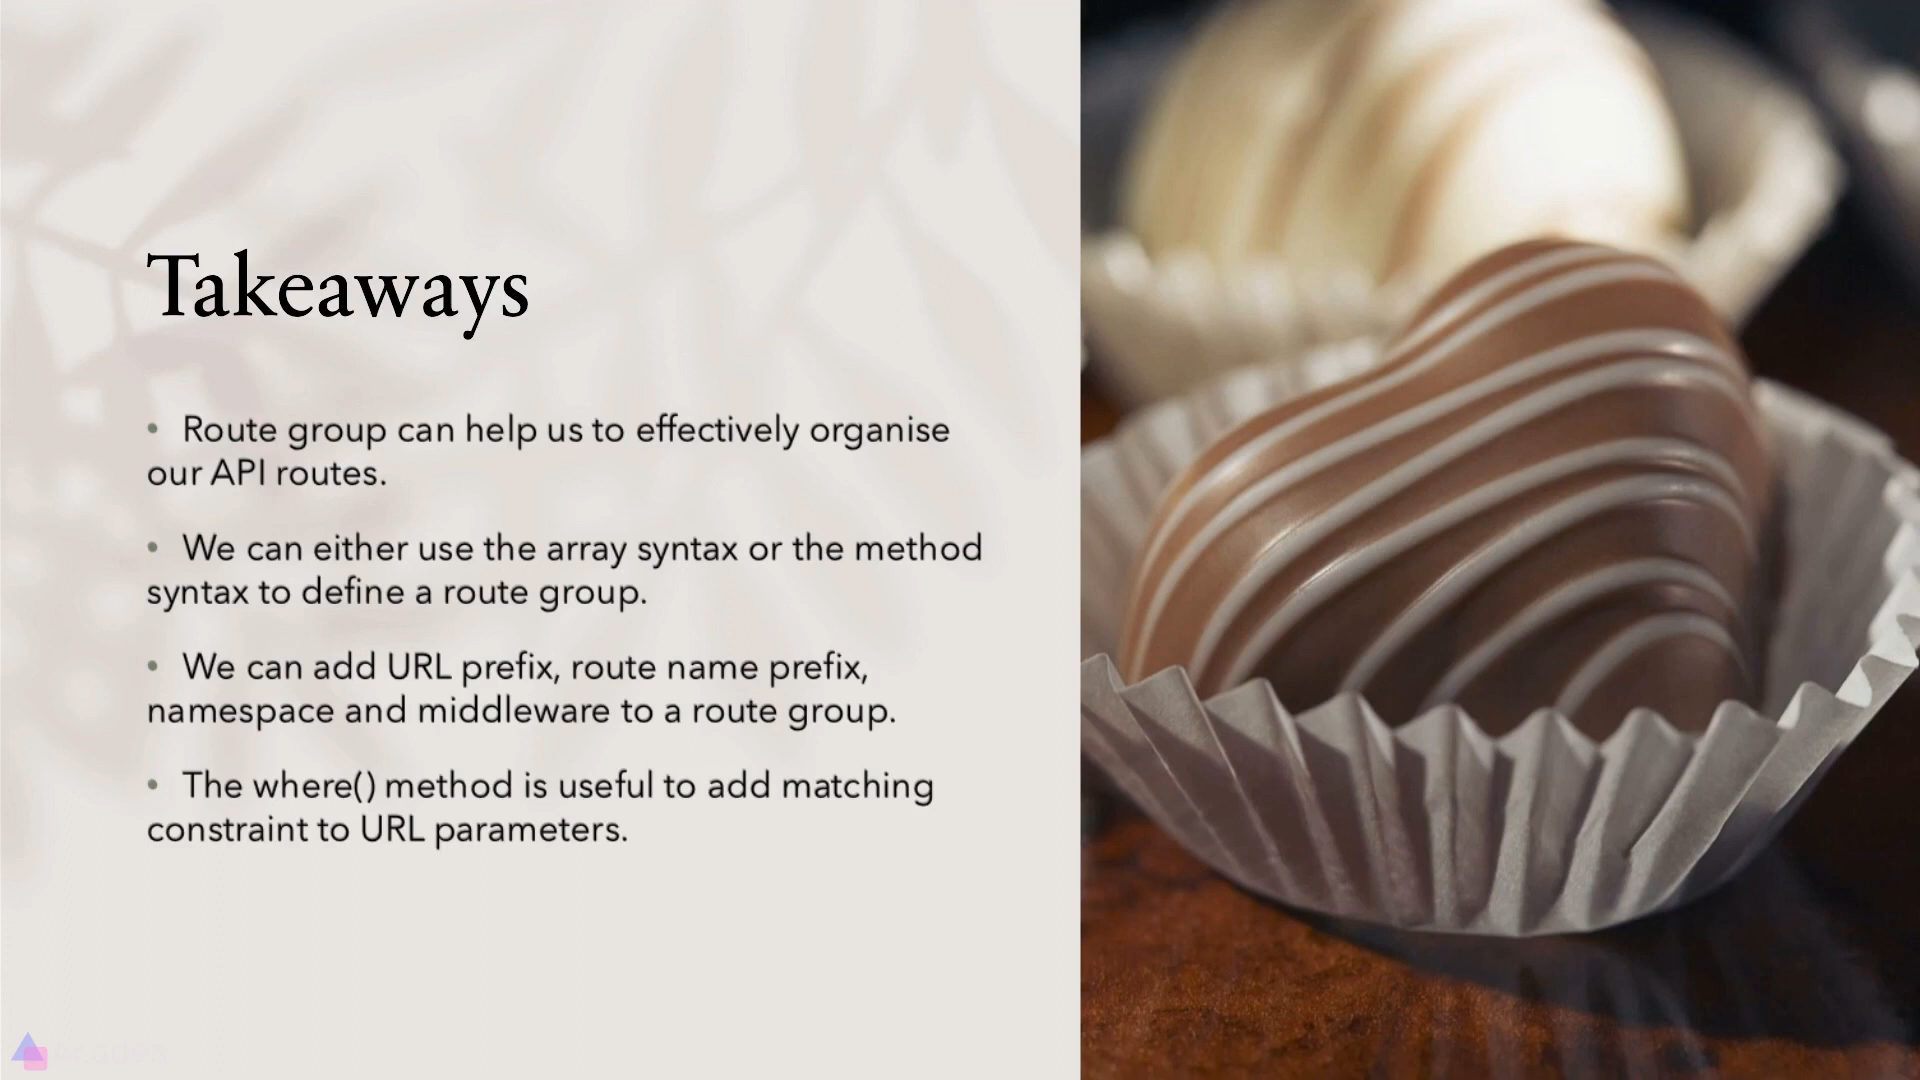 Takeaways
• Route group can help us to effectively organise
our API routes.
• We can either use the array syntax or the method
syntax to define a route group.
• We can add URL prefix, route name prefix,
namespace and middleware to a route group.
• The where() method is useful to add matching
constraint to URL parameters.